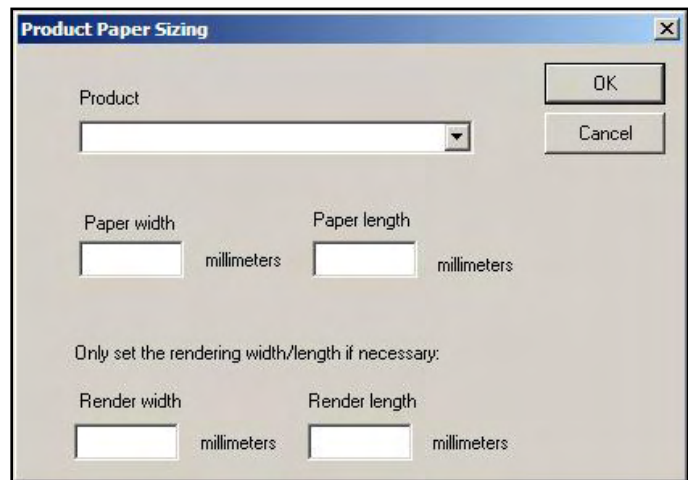 Product Paper Sizing
OK
Product
Cancel
Paper width
Paper length
millimeters
millimeters
Only set the rendering width/length if necessary:
Render width
Render length
millimeters
millimeters